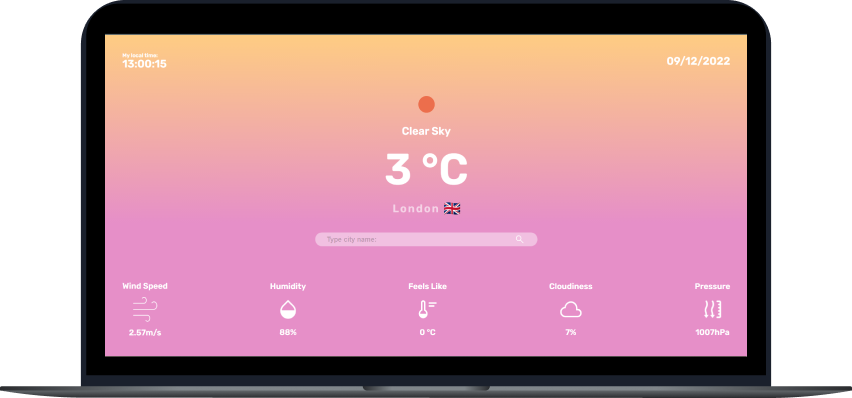 My local time:
13:00:15
09/12/2022
Clear Sky
3 °C
London
Type city name:
Wind Speed
Humidity
Feels Like
Cloudiness
Pressure
2.57m/s
88%
0 °C
7%
1007hPa